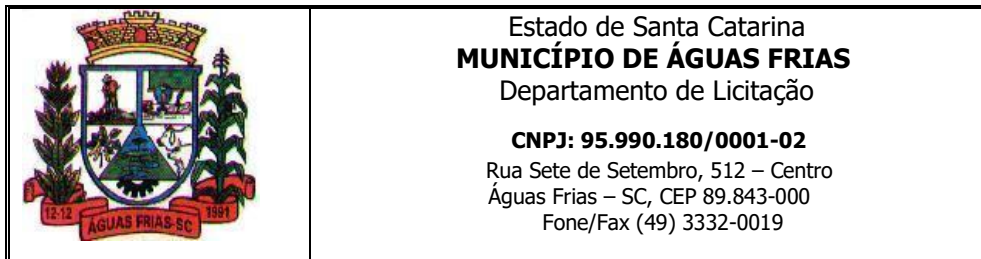 12-12
ÁGUAS FRIAS-SC
1991
Estado de Santa Catarina
MUNICÍPIO DE ÁGUAS FRIAS
Departamento de Licitação
CNPJ: 95.990.180/0001-02
Rua Sete de Setembro, 512 – Centro
Águas Frias – SC, CEP 89.843-000
Fone/Fax (49) 3332-0019